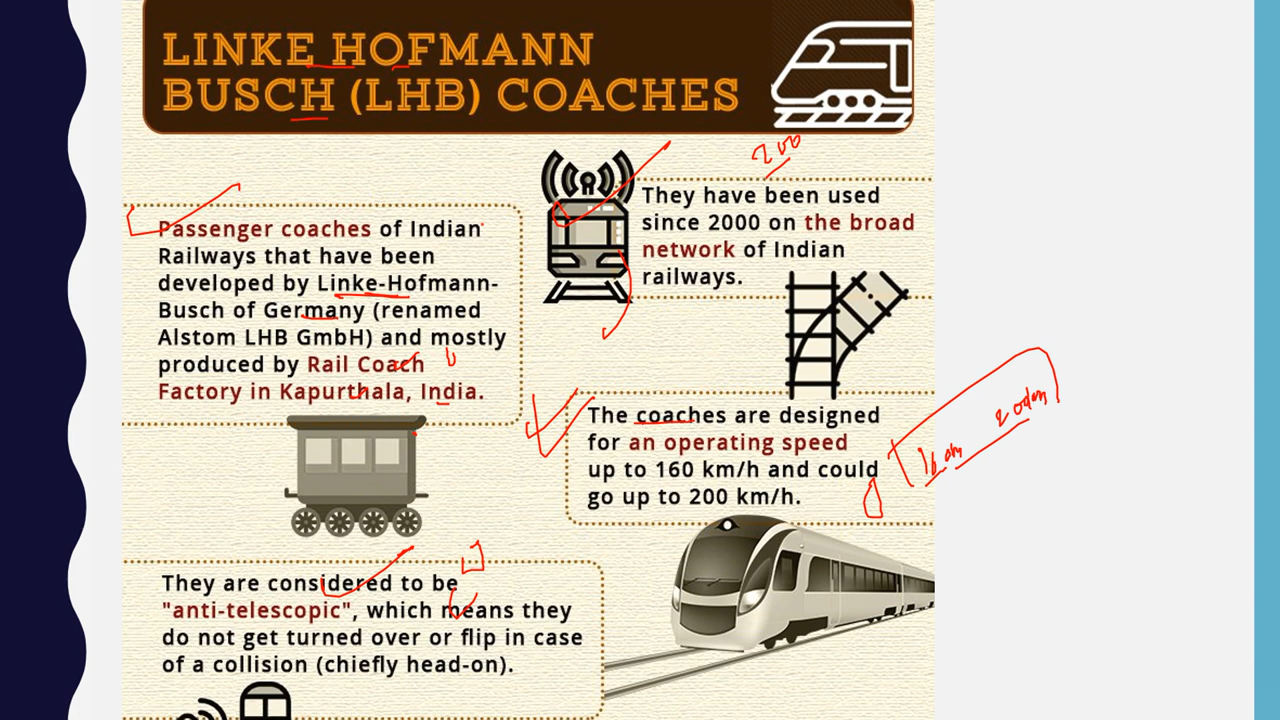 LINKE HOFMANN
BUSCH (LHB) COACHES
Passenger coaches of Indian
Railways that have been
developed by Linke-Hofmann-
Busch of Germany (renamed
Alstom LHB GmbH) and mostly
produced by Rail Coach
Factory in Kapurthala, India.
200
They have been used
since 2000 on the broad
network of Indian
railways.
The coaches are designed
for an operating speed
up to 160 km/h and could
go up to 200 km/h.
They are considered to be
"anti-telescopic", which means they
do not get turned over or flip in case
of a collision (chiefly head-on).